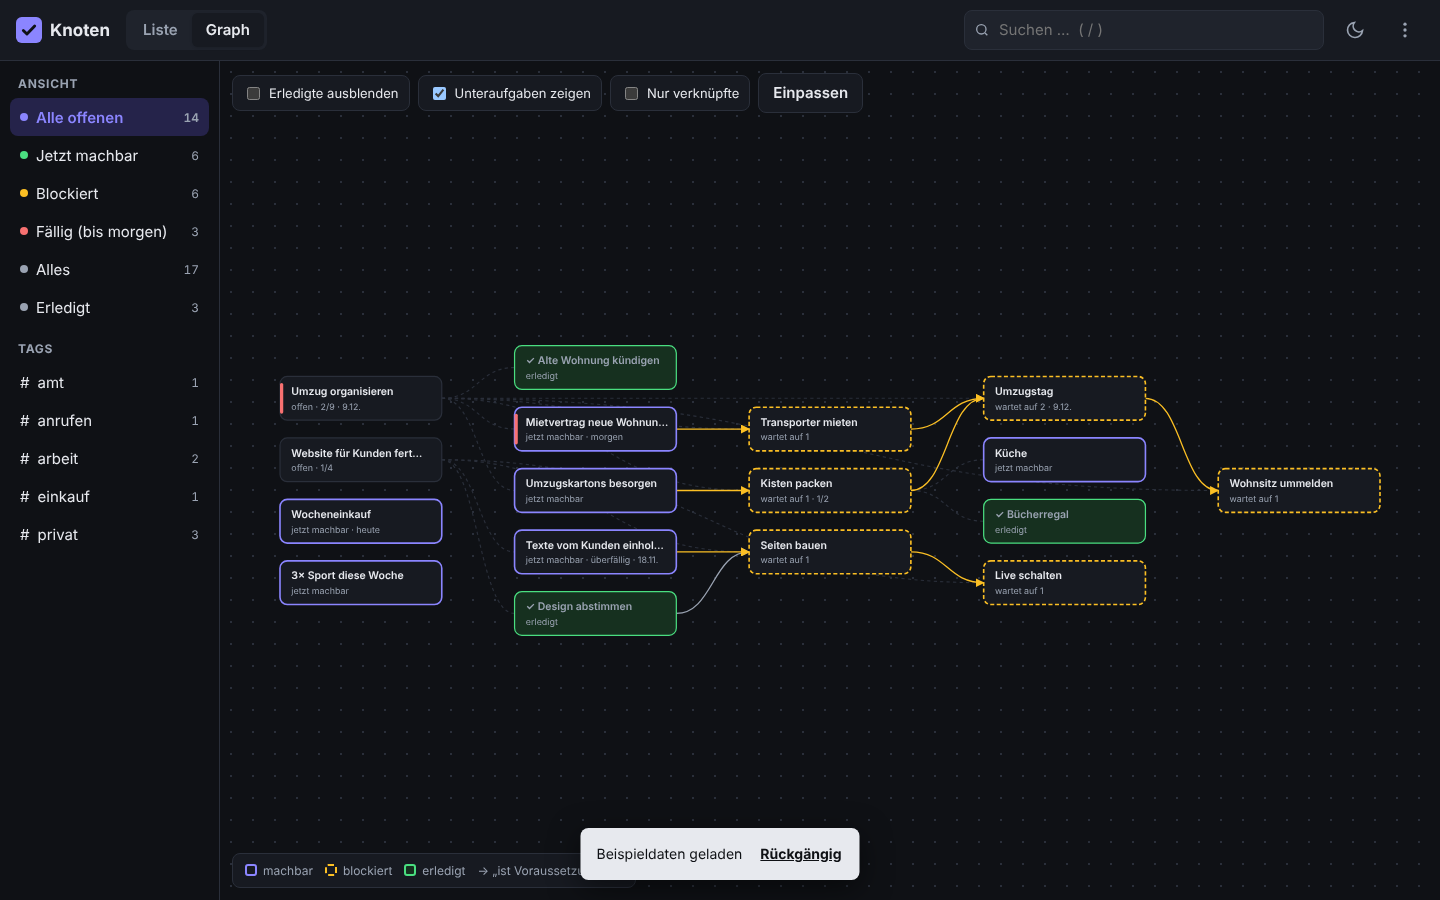 Knoten
Liste
Graph
Suchen … ( / )
ANSICHT
Alle offenen 14
Jetzt machbar 6
Blockiert 6
Fällig (bis morgen) 3
Alles 17
Erledigt 3
TAGS
# amt 1
# anrufen 1
# arbeit 2
# einkauf 1
# privat 3
Erledigte ausblenden
Unteraufgaben zeigen
Nur verknüpfte
Einpassen
Umzug organisieren
offen · 2/9 · 9.12.
Website für Kunden fert…
offen · 1/4
Wocheneinkauf
jetzt machbar · heute
3× Sport diese Woche
jetzt machbar
✓ Alte Wohnung kündigen
erledigt
Mietvertrag neue Wohnun…
jetzt machbar · morgen
Umzugskartons besorgen
jetzt machbar
Texte vom Kunden einhol…
jetzt machbar · überfällig · 18.11.
✓ Design abstimmen
erledigt
Transporter mieten
wartet auf 1
Kisten packen
wartet auf 1 · 1/2
Seiten bauen
wartet auf 1
Umzugstag
wartet auf 2 · 9.12.
Küche
jetzt machbar
✓ Bücherregal
erledigt
Live schalten
wartet auf 1
Wohnsitz ummelden
wartet auf 1
machbar
blockiert
erledigt
→ „ist
Beispieldaten geladen
Rückgängig